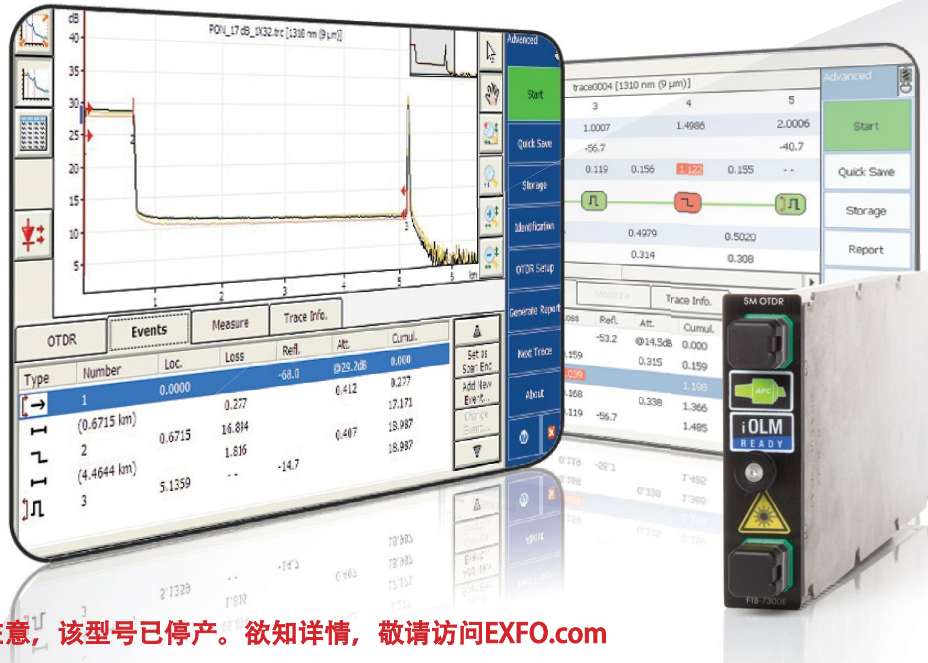 dB
PON_17 dB_1X32.trc [1310 nm (9 µm)]
40
35
30
25
20
15
10
5
2
3
1
2
3
4
5
6
km
Advanced
Start
Quick Save
Storage
Identification
OTDR Setup
Generate Report
Next Trace
About
OTDR
Events
Measure
Trace Info.
Type Number Loc. Loss Refl. Att. Cumul.
1 0.0000 -68.0 @29.2dB 0.000
(0.6715 km) 0.277 0.412 0.277
2 0.6715 16.894 17.171
(4.4644 km) 1.816 0.407 18.987
3 5.1359 -- -14.7 18.987
Set as Span End
Add New Event...
Change Event...
trace0004 [1310 nm (9 µm)]
3 4 5
1.0007 1.4986 2.0006
-56.7 -40.7
0.119 0.156 1.122 0.155 --
0.4979 0.5020
0.314 0.308
Advanced
Start
Quick Save
Storage
Report
Measure
Trace Info.
Loss Refl. Att. Cumul.
-53.2 @14.5dB 0.000
.159 0.315 0.159
.039 1.198
.168 0.338 1.366
.119 -56.7 1.485
SM OTDR
APC
iOLM
READY
FTB-7300E
意，该型号已停产。欲知详情，敬请访问EXFO.com